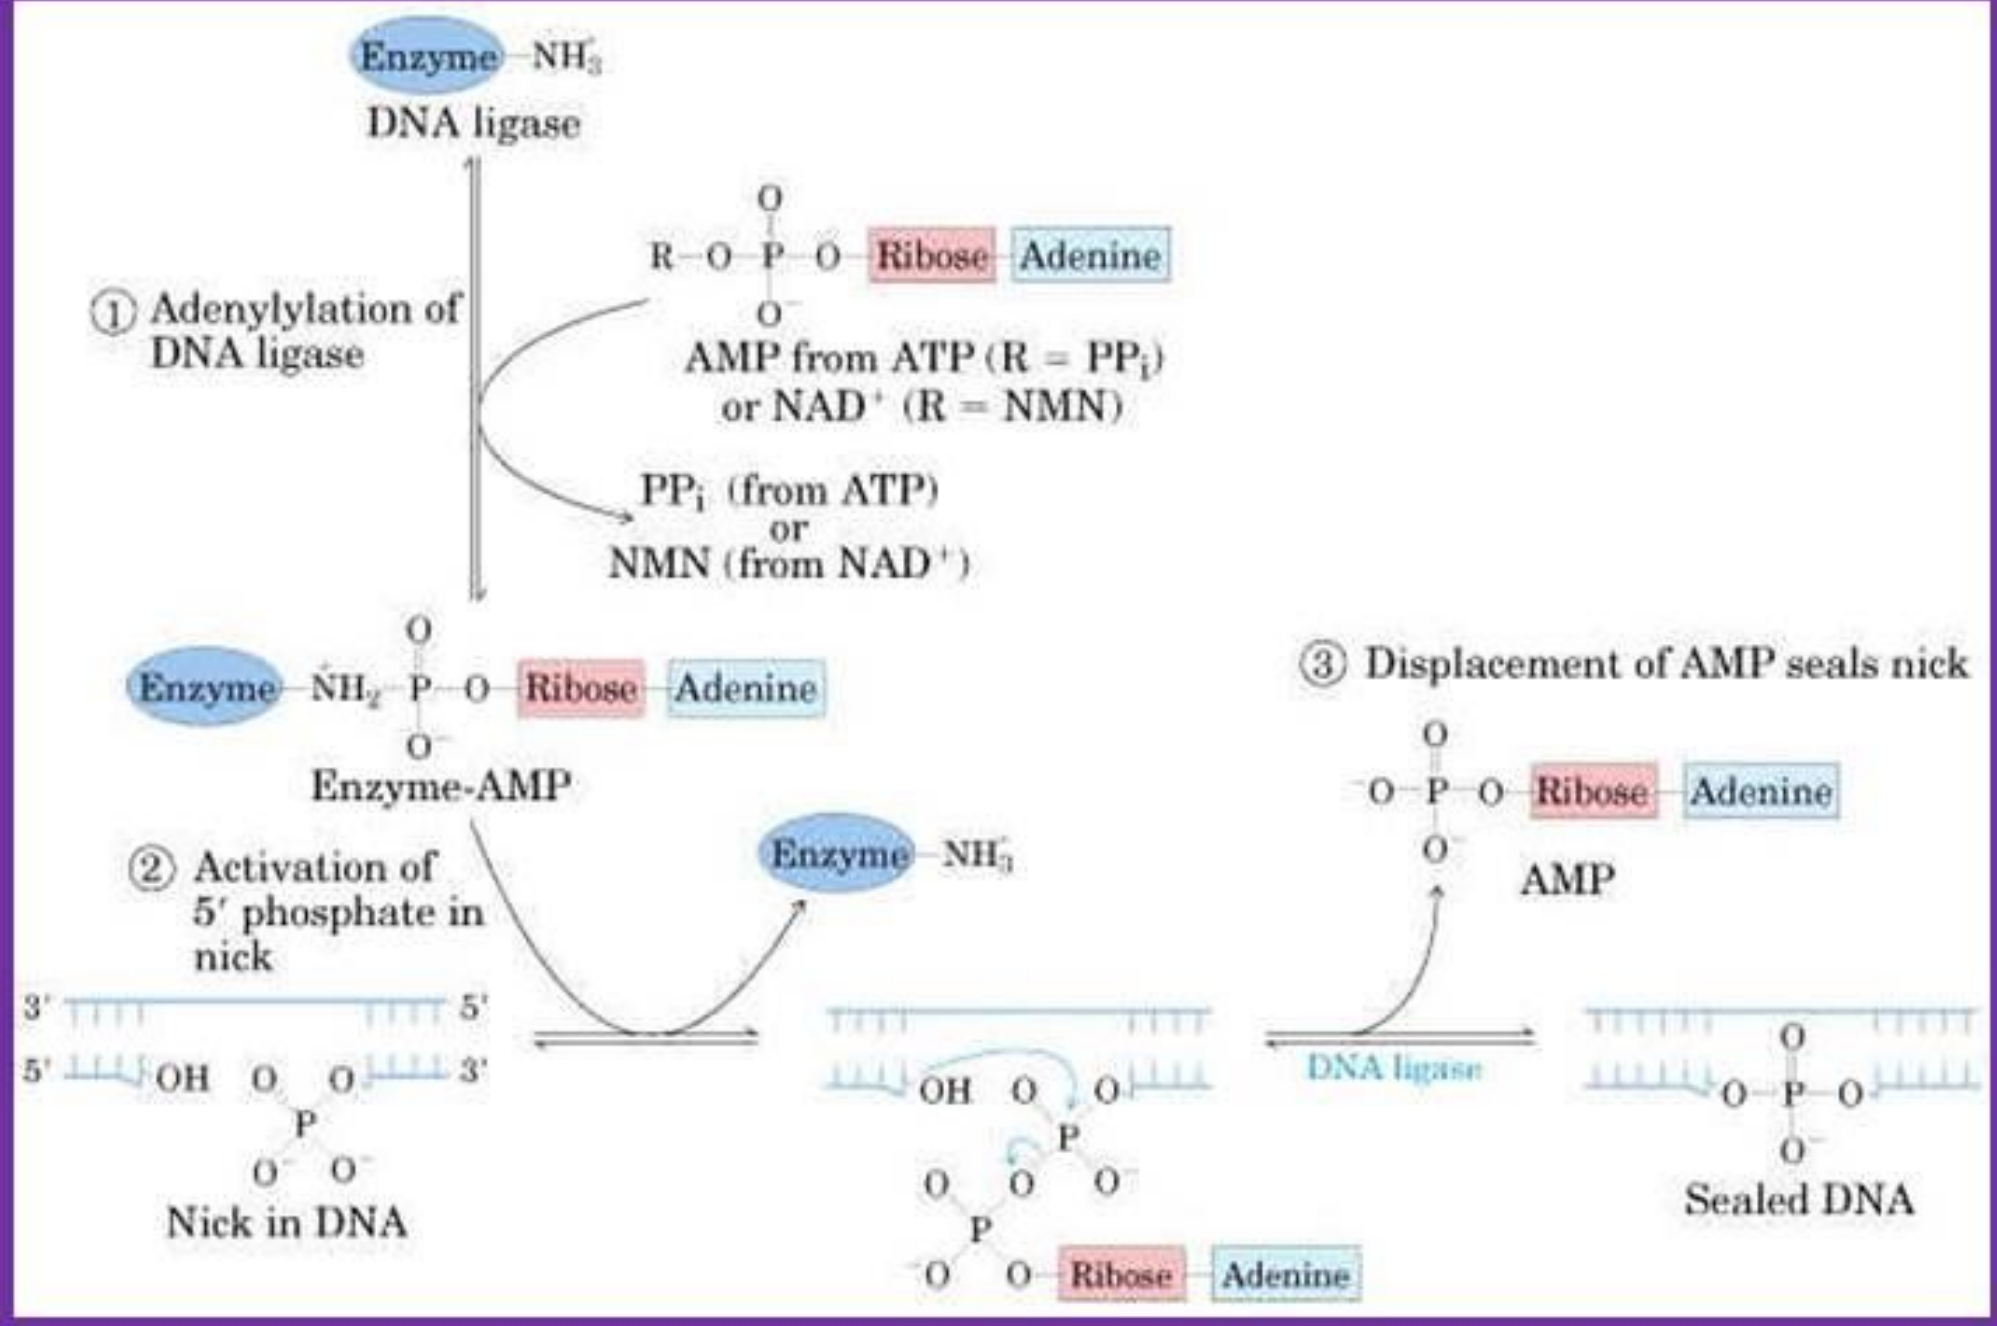 Enzyme NH₃⁺
DNA ligase
O
R–O–P–O–Ribose Adenine
O⁻
① Adenylylation of
DNA ligase
AMP from ATP (R = PPi)
or NAD⁺ (R = NMN)
PPi (from ATP)
or
NMN (from NAD⁺)
O
Enzyme–⁺NH₂–P–O–Ribose Adenine
O⁻
Enzyme-AMP
② Activation of
5′ phosphate in
nick
Enzyme–NH₃⁺
③ Displacement of AMP seals nick
O
⁻O–P–O–Ribose Adenine
O⁻
AMP
3′ 5′
5′ OH O O 3′
P
O⁻ O⁻
Nick in DNA
OH O O
P
O O O⁻
P
⁻O O–Ribose Adenine
DNA ligase
O
O–P–O
O⁻
Sealed DNA